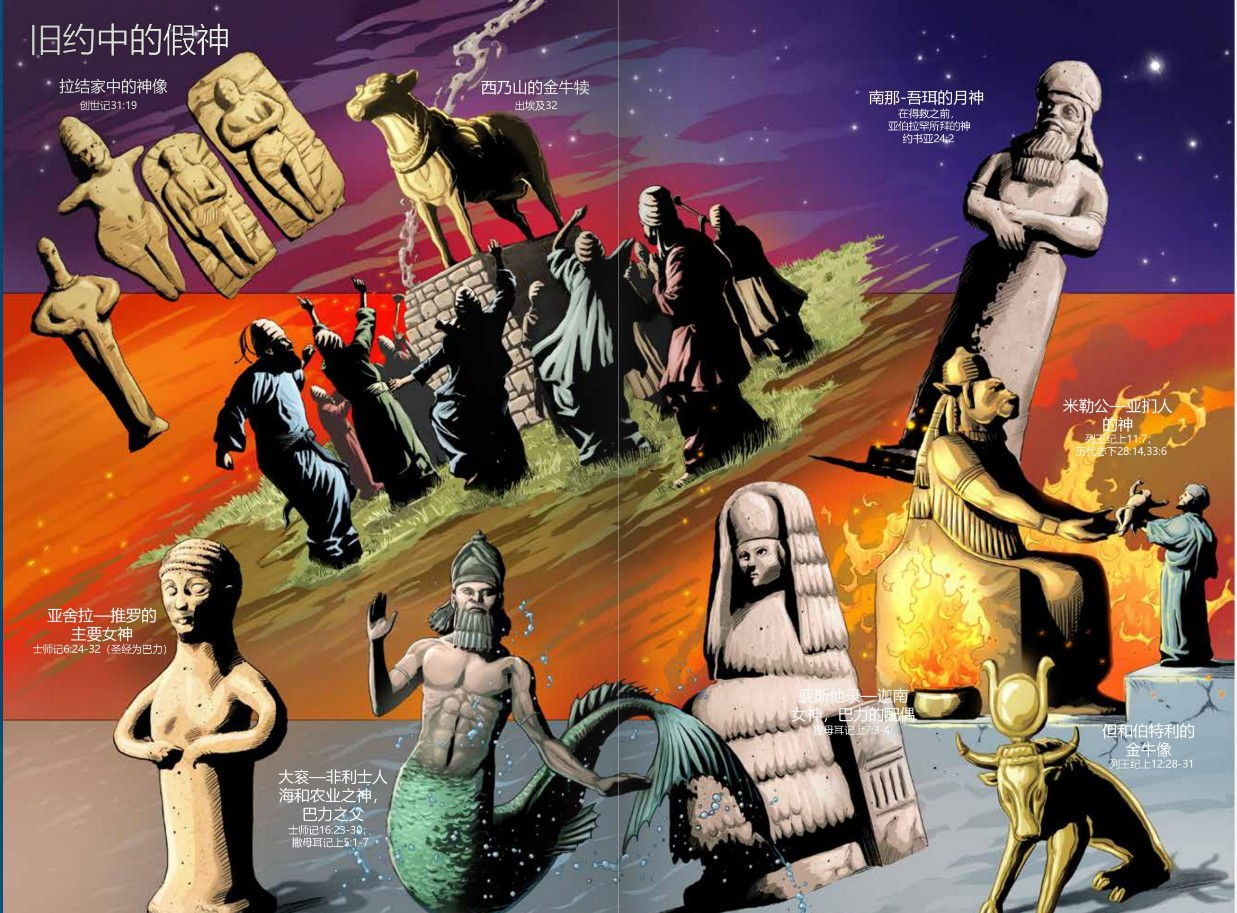 旧约中的假神
拉结家中的神像
创世记31:19
西乃山的金牛犊
出埃及32
南那-吾珥的月神
在得救之前,
亚伯拉罕所拜的神
约书亚24:2
米勒公—亚扪人
的神
列王纪上11:7;
历代志下28:14,33:6
亚舍拉—推罗的
主要女神
士师记6:24-32（圣经为巴力）
大衮—非利士人
海和农业之神，
巴力之父
士师记16:23-30;
撒母耳记上5:1-7
亚斯他录—迦南
女神，巴力的配偶
撒母耳记上7:3-4
但和伯特利的
金牛像
列王纪上12:28-31